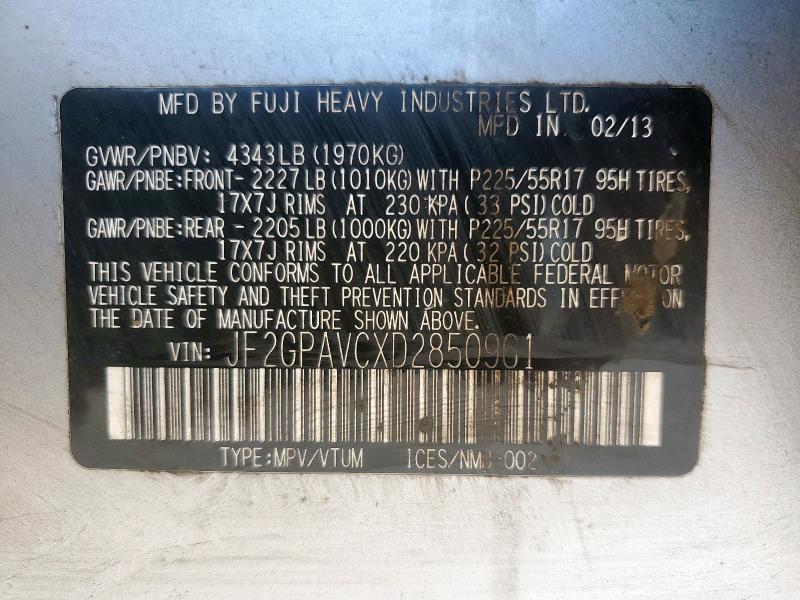 MFD BY FUJI HEAVY INDUSTRIES LTD.
MFD IN 02/13
GVWR/PNBV: 4343LB (1970KG)
GAWR/PNBE:FRONT- 2227LB (1010KG) WITH P225/55R17 95H TIRES,
17X7J RIMS AT 230 KPA ( 33 PSI) COLD
GAWR/PNBE:REAR - 2205LB (1000KG) WITH P225/55R17 95H TIRES,
17X7J RIMS AT 220 KPA ( 32 PSI) COLD
THIS VEHICLE CONFORMS TO ALL APPLICABLE FEDERAL MOTOR
VEHICLE SAFETY AND THEFT PREVENTION STANDARDS IN EFFECT ON
THE DATE OF MANUFACTURE SHOWN ABOVE.
VIN: JF2GPAVCXD2850961
TYPE:MPV/VTUM ICES/NMB-002